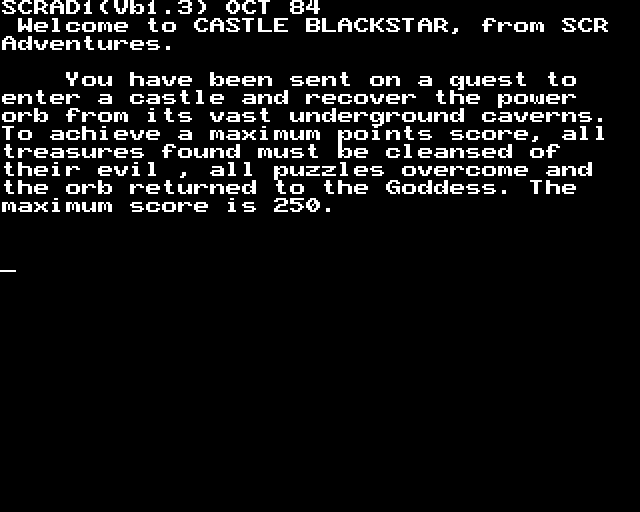 SCRAD1(Vb1.3) OCT 84
Welcome to CASTLE BLACKSTAR, from SCR
Adventures.
You have been sent on a quest to
enter a castle and recover the power
orb from its vast underground caverns.
To achieve a maximum points score, all
treasures found must be cleansed of
their evil , all puzzles overcome and
the orb returned to the Goddess. The
maximum score is 250.